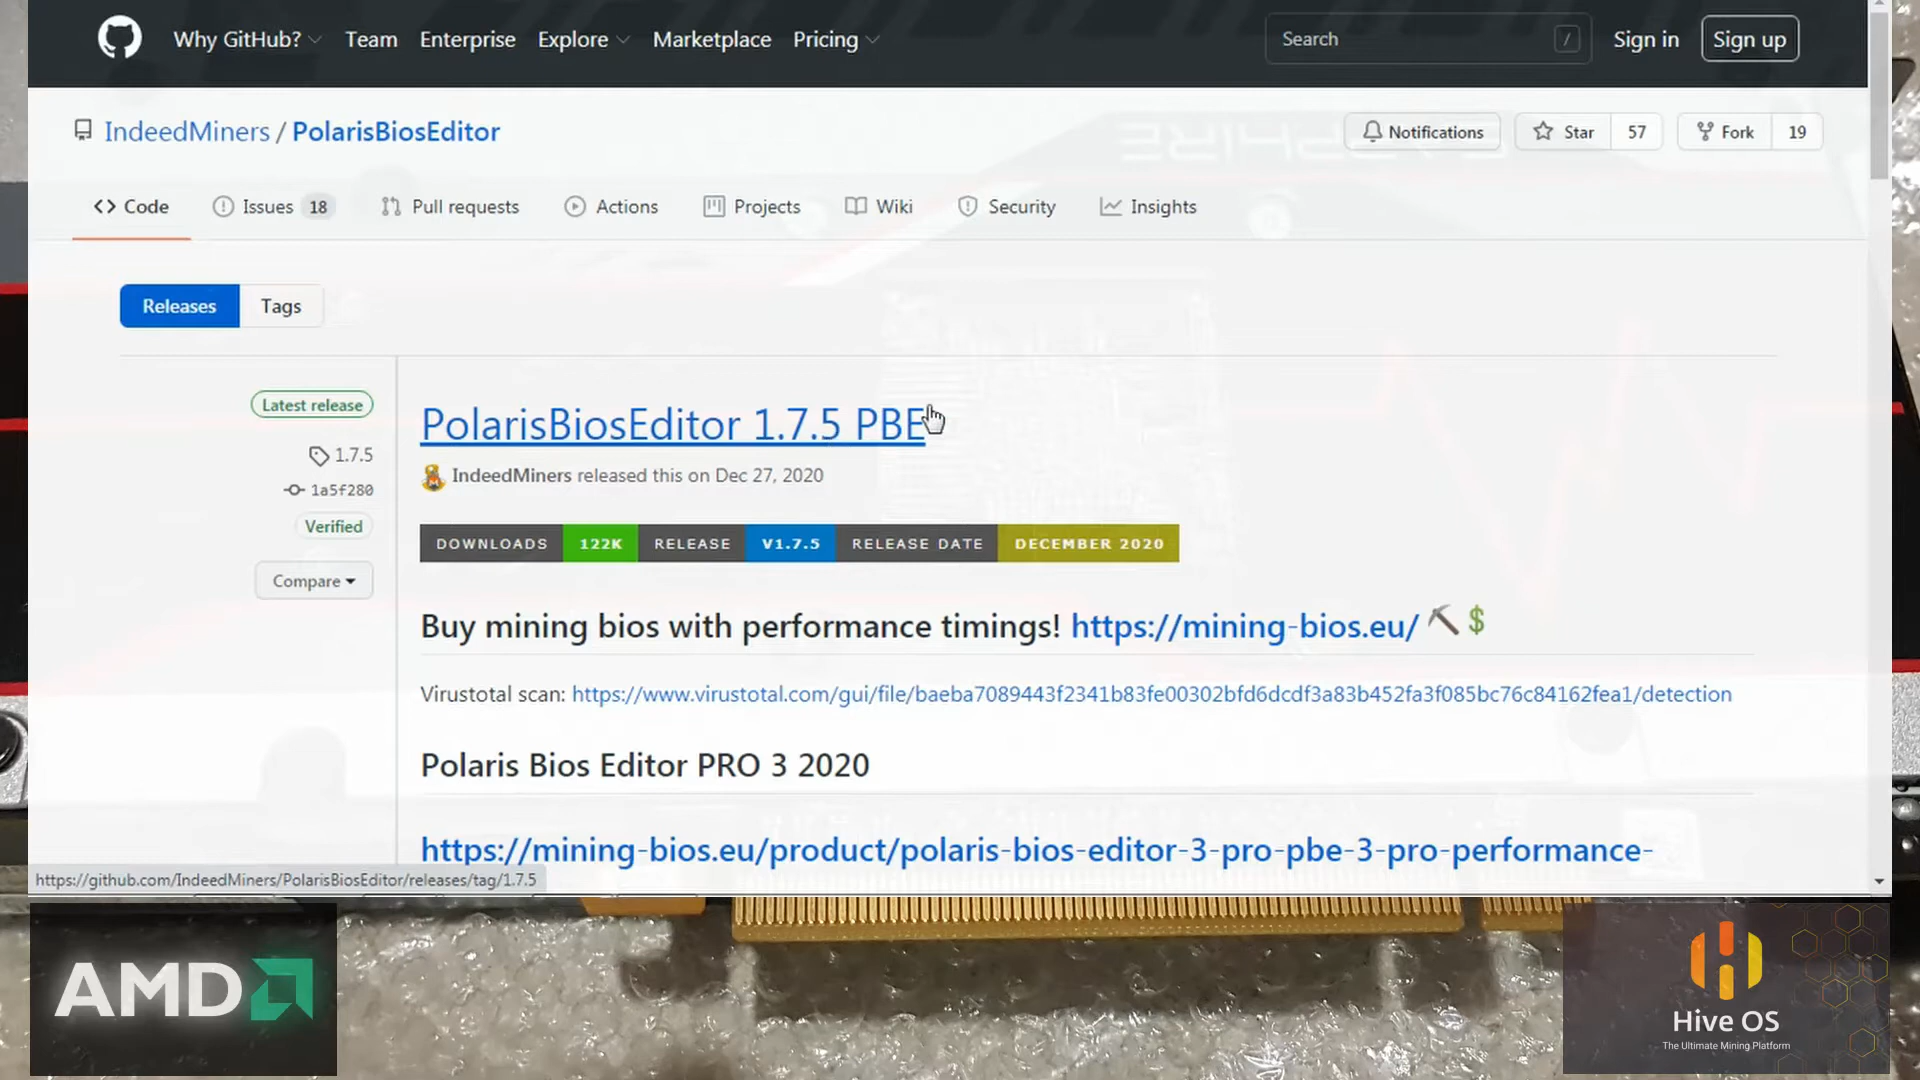 Why GitHub? Team Enterprise Explore Marketplace Pricing Search / Sign in Sign up
IndeedMiners / PolarisBiosEditor Notifications Star 57 Fork 19
SAPPHIRE
<> Code Issues 18 Pull requests Actions Projects Wiki Security Insights
Releases Tags
Latest release
1.7.5
1a5f280
Verified
Compare
PolarisBiosEditor 1.7.5 PBE
IndeedMiners released this on Dec 27, 2020
DOWNLOADS 122K RELEASE V1.7.5 RELEASE DATE DECEMBER 2020
Buy mining bios with performance timings! https://mining-bios.eu/
Virustotal scan: https://www.virustotal.com/gui/file/baeba7089443f2341b83fe00302bfd6dcdf3a83b452fa3f085bc76c84162fea1/detection
Polaris Bios Editor PRO 3 2020
https://mining-bios.eu/product/polaris-bios-editor-3-pro-pbe-3-pro-performance-
https://github.com/IndeedMiners/PolarisBiosEditor/releases/tag/1.7.5
AMD
Hive OS
The Ultimate Mining Platform